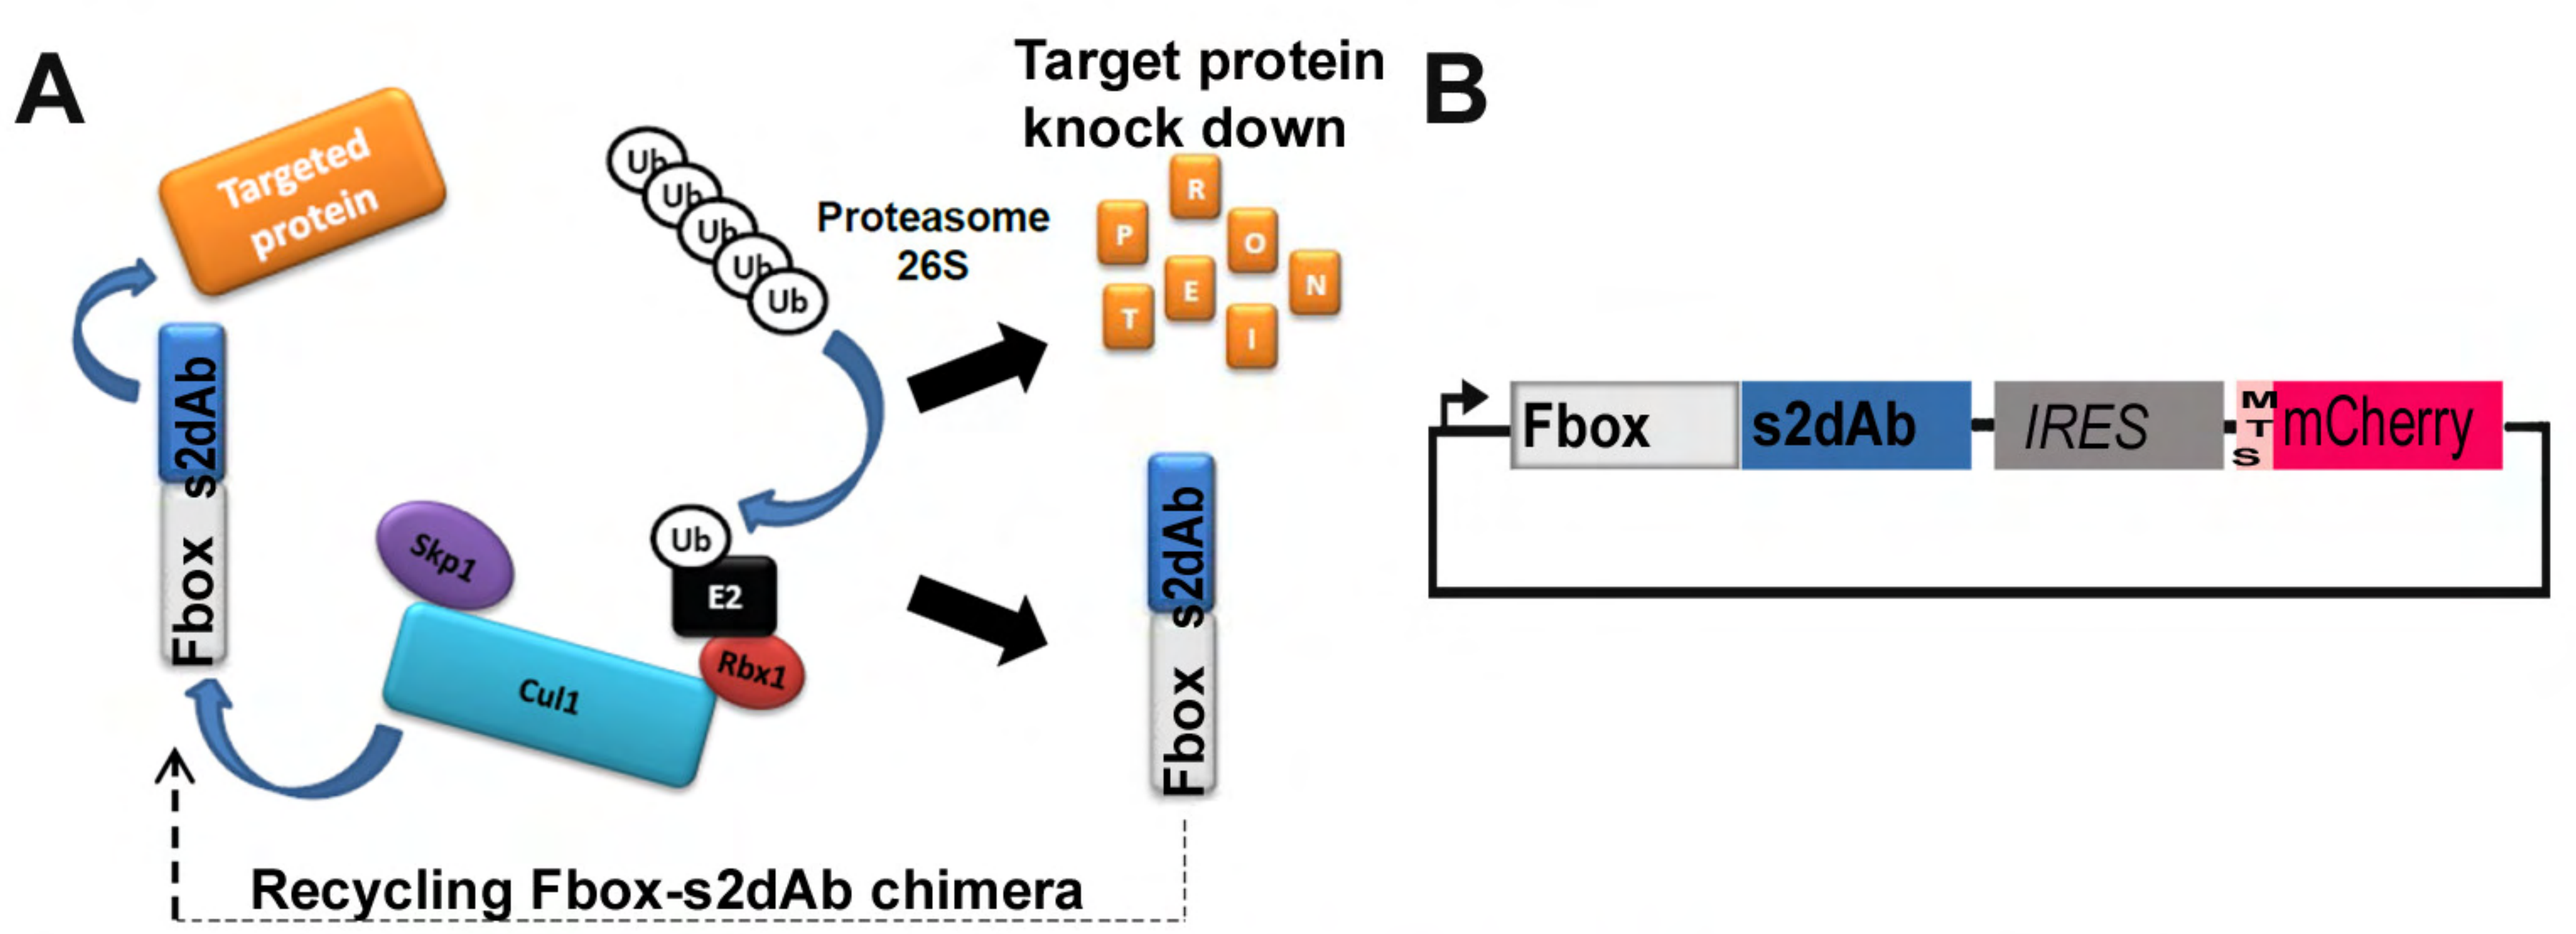 A
Targeted
protein
s2dAb
Fbox
Ub
Ub
Ub
Ub
Ub
Proteasome
26S
Target protein
knock down
R
P
O
E
N
T
I
Skp1
Ub
E2
Rbx1
Cul1
s2dAb
Fbox
Recycling Fbox-s2dAb chimera
B
Fbox
s2dAb
IRES
MTS
mCherry